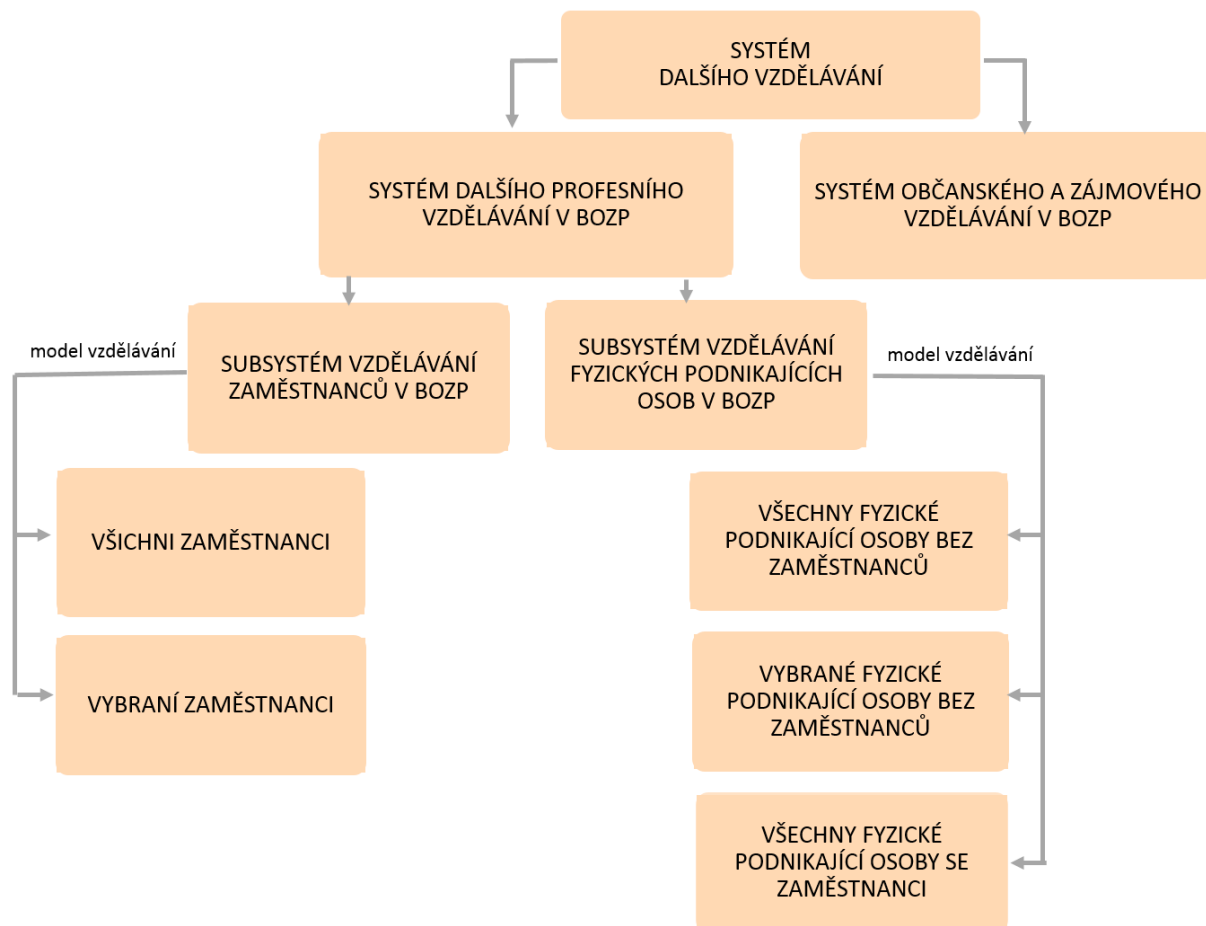 SYSTÉM
DALŠÍHO VZDĚLÁVÁNÍ
SYSTÉM DALŠÍHO PROFESNÍHO
VZDĚLÁVÁNÍ V BOZP
SYSTÉM OBČANSKÉHO A ZÁJMOVÉHO
VZDĚLÁVÁNÍ V BOZP
model vzdělávání
SUBSYSTÉM VZDĚLÁVÁNÍ
ZAMĚSTNANCŮ V BOZP
SUBSYSTÉM VZDĚLÁVÁNÍ
FYZICKÝCH PODNIKAJÍCÍCH
OSOB V BOZP
model vzdělávání
VŠICHNI ZAMĚSTNANCI
VYBRANÍ ZAMĚSTNANCI
VŠECHNY FYZICKÉ
PODNIKAJÍCÍ OSOBY BEZ
ZAMĚSTNANCŮ
VYBRANÉ FYZICKÉ
PODNIKAJÍCÍ OSOBY BEZ
ZAMĚSTNANCŮ
VŠECHNY FYZICKÉ
PODNIKAJÍCÍ OSOBY SE
ZAMĚSTNANCI